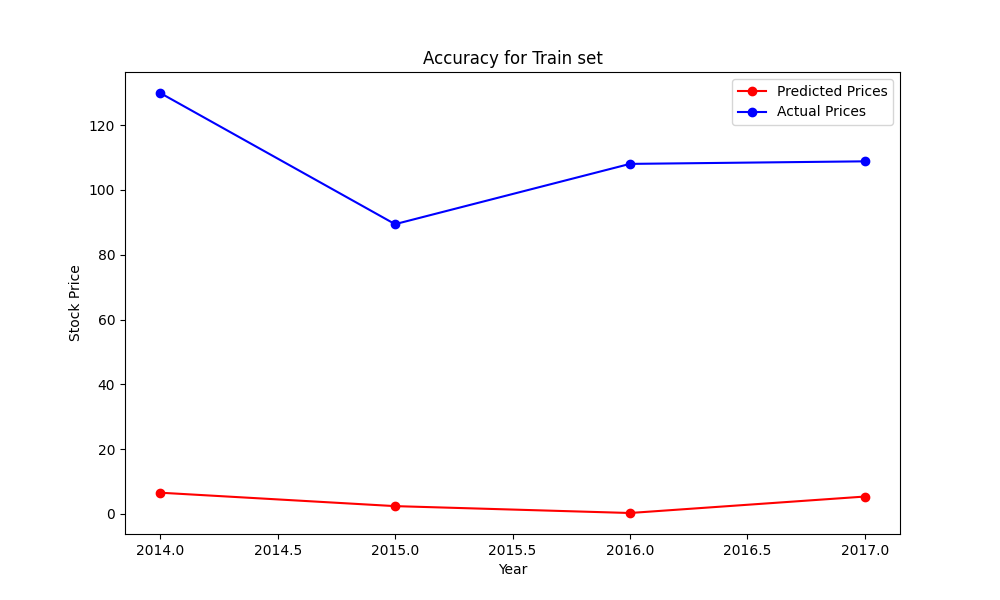 Accuracy for Train set
Predicted Prices
Actual Prices
120
100
80
60
40
20
0
Stock Price
2014.0 2014.5 2015.0 2015.5 2016.0 2016.5 2017.0
Year